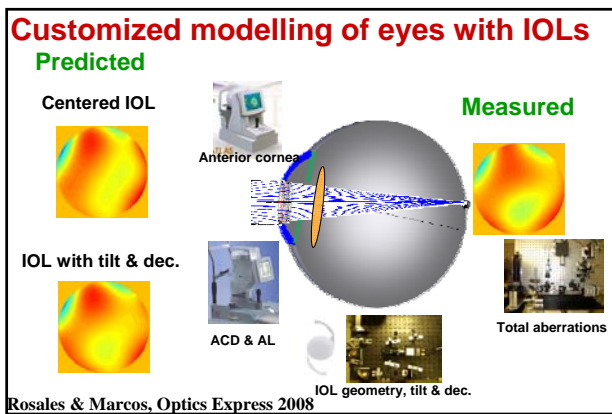 Customized modelling of eyes with IOLs
Predicted
Centered IOL
Measured
Anterior cornea
IOL with tilt & dec.
ACD & AL
Total aberrations
IOL geometry, tilt & dec.
Rosales & Marcos, Optics Express 2008